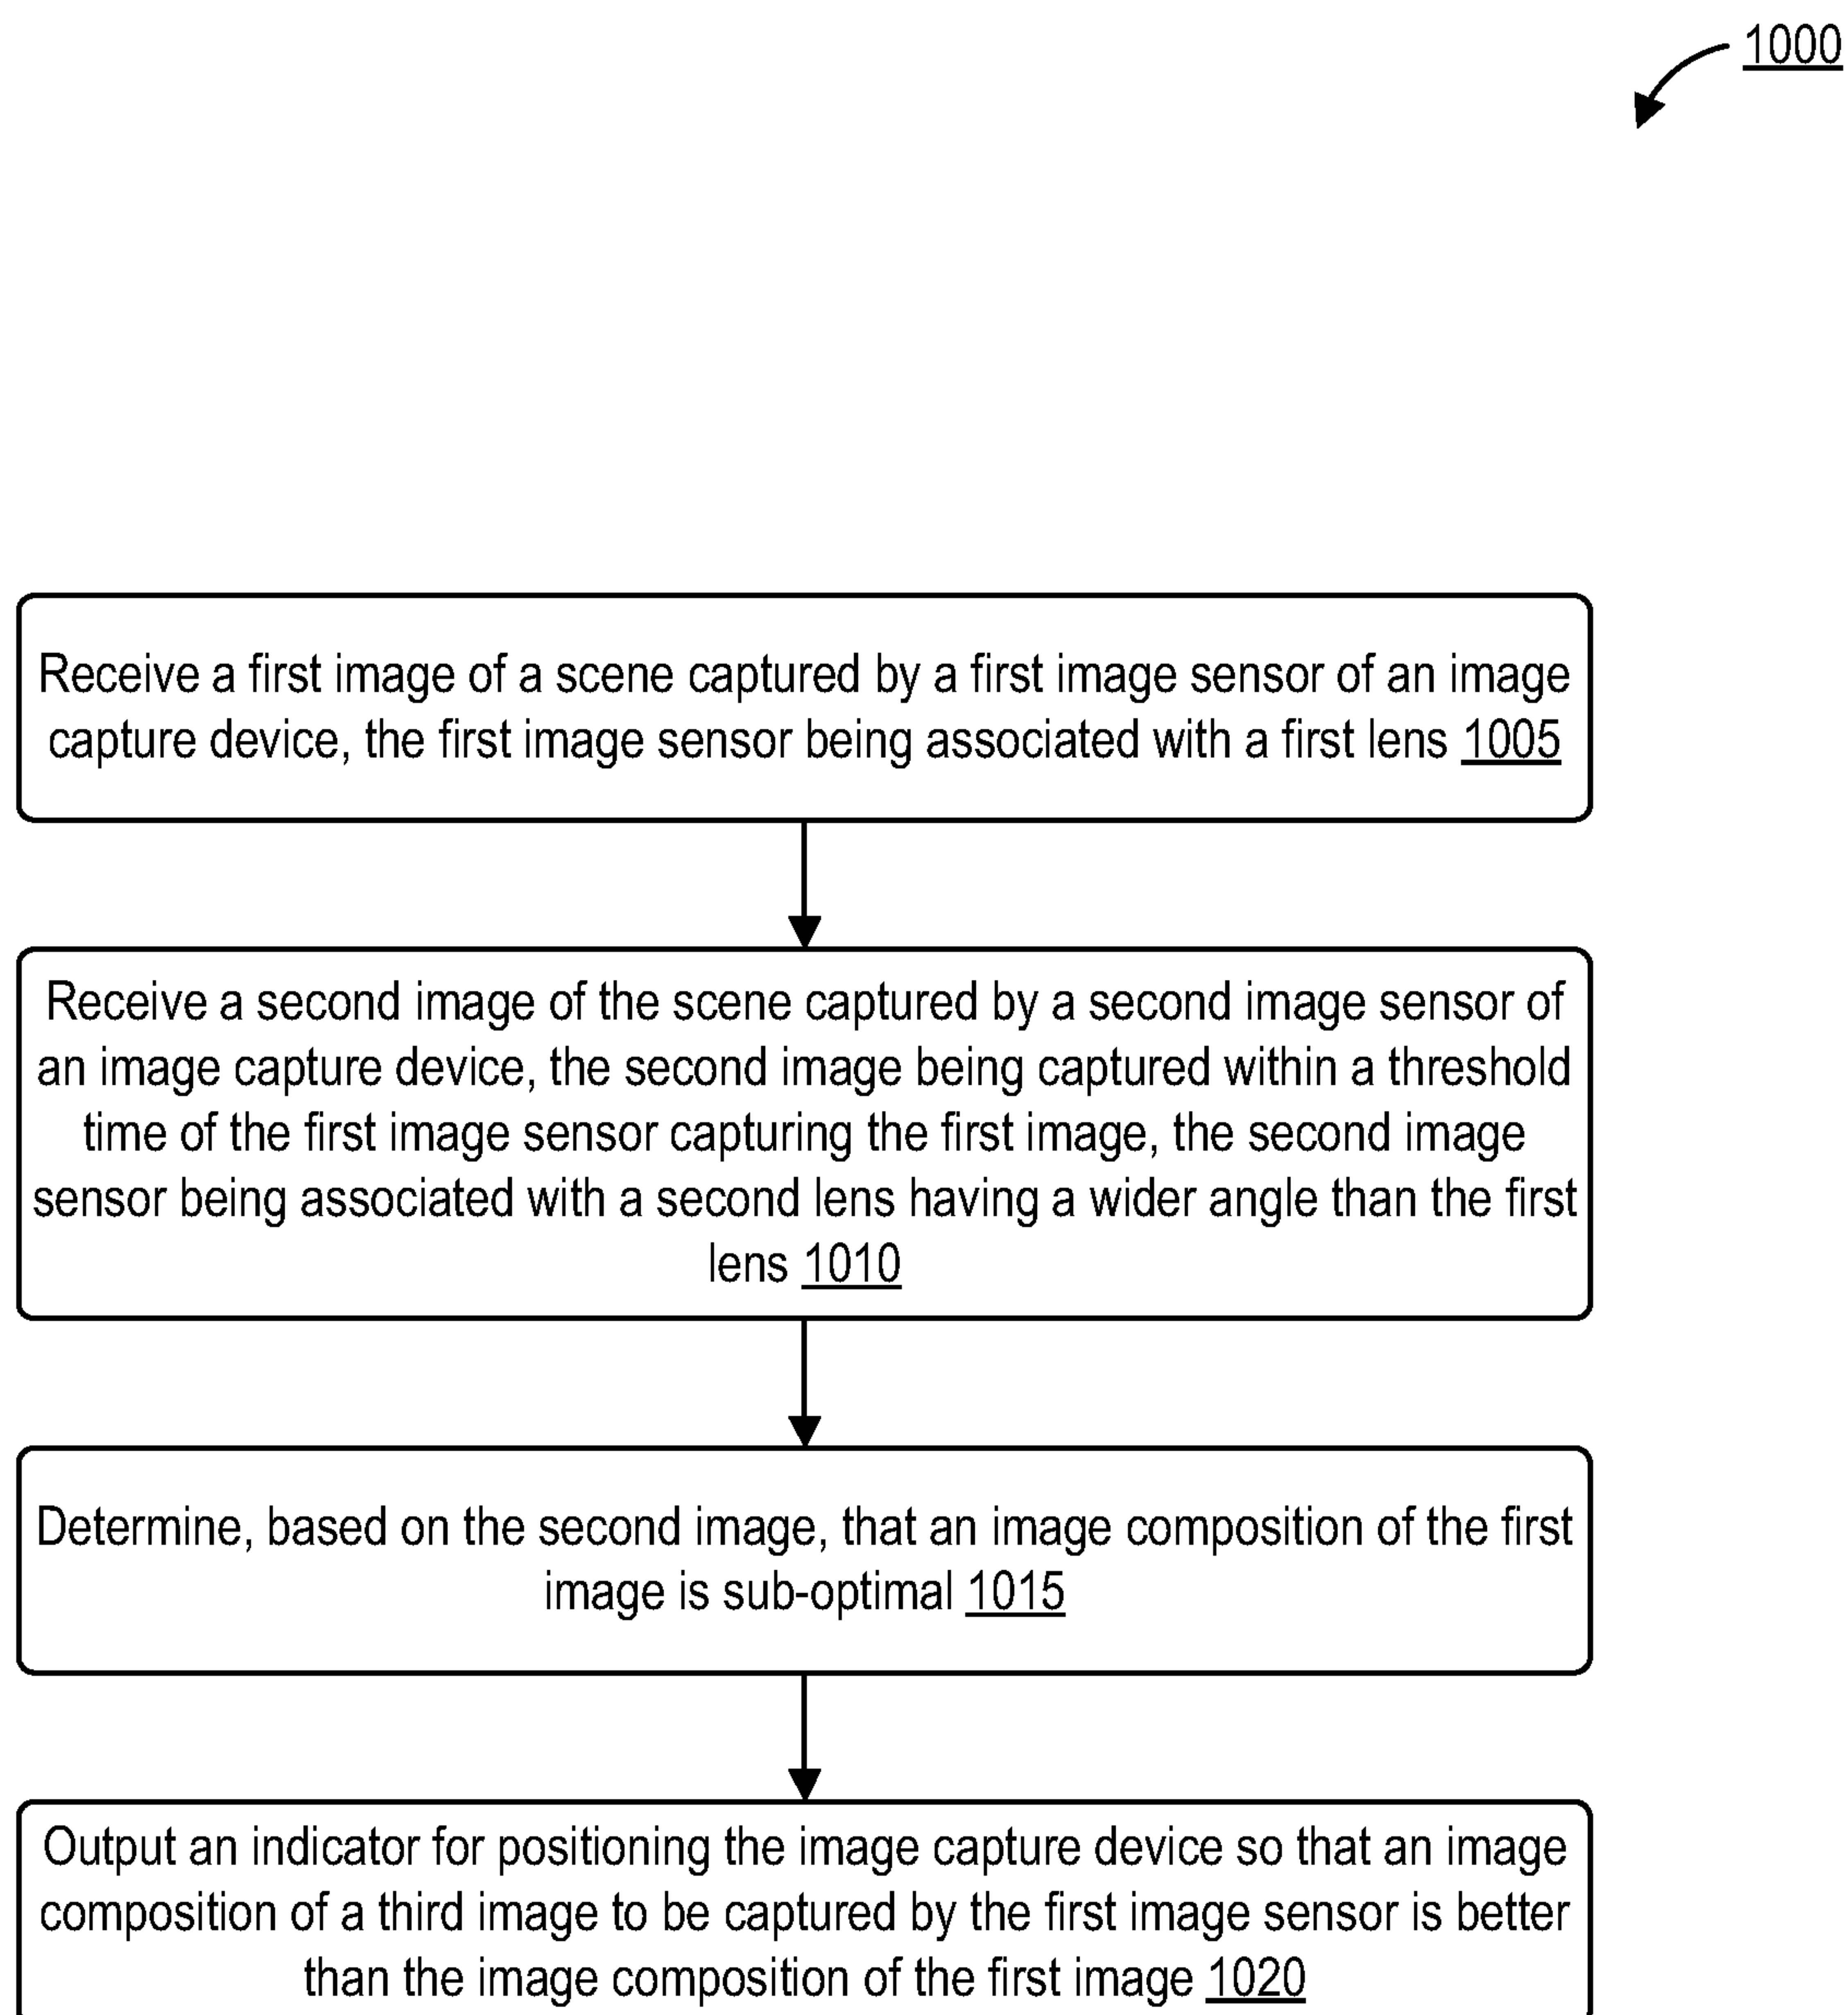 1000
Receive a first image of a scene captured by a first image sensor of an image
capture device, the first image sensor being associated with a first lens 1005
Receive a second image of the scene captured by a second image sensor of
an image capture device, the second image being captured within a threshold
time of the first image sensor capturing the first image, the second image
sensor being associated with a second lens having a wider angle than the first
lens 1010
Determine, based on the second image, that an image composition of the first
image is sub-optimal 1015
Output an indicator for positioning the image capture device so that an image
composition of a third image to be captured by the first image sensor is better
than the image composition of the first image 1020